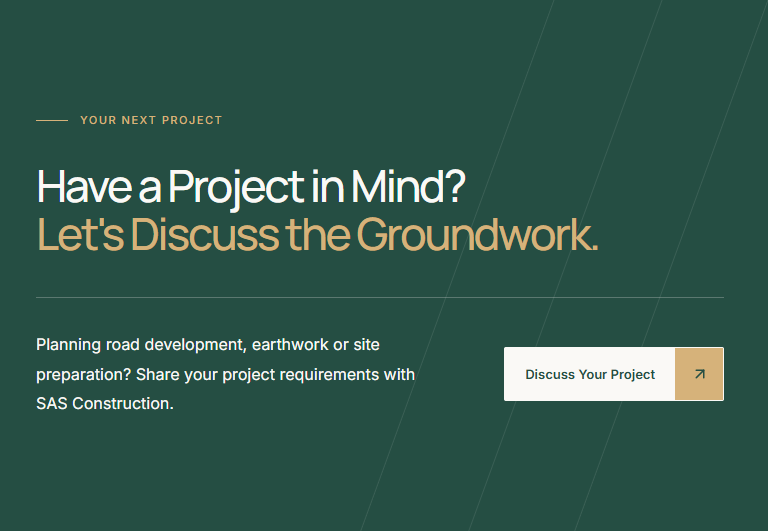 YOUR NEXT PROJECT
Have a Project in Mind?
Let's Discuss the Groundwork.
Planning road development, earthwork or site
preparation? Share your project requirements with
SAS Construction.
Discuss Your Project